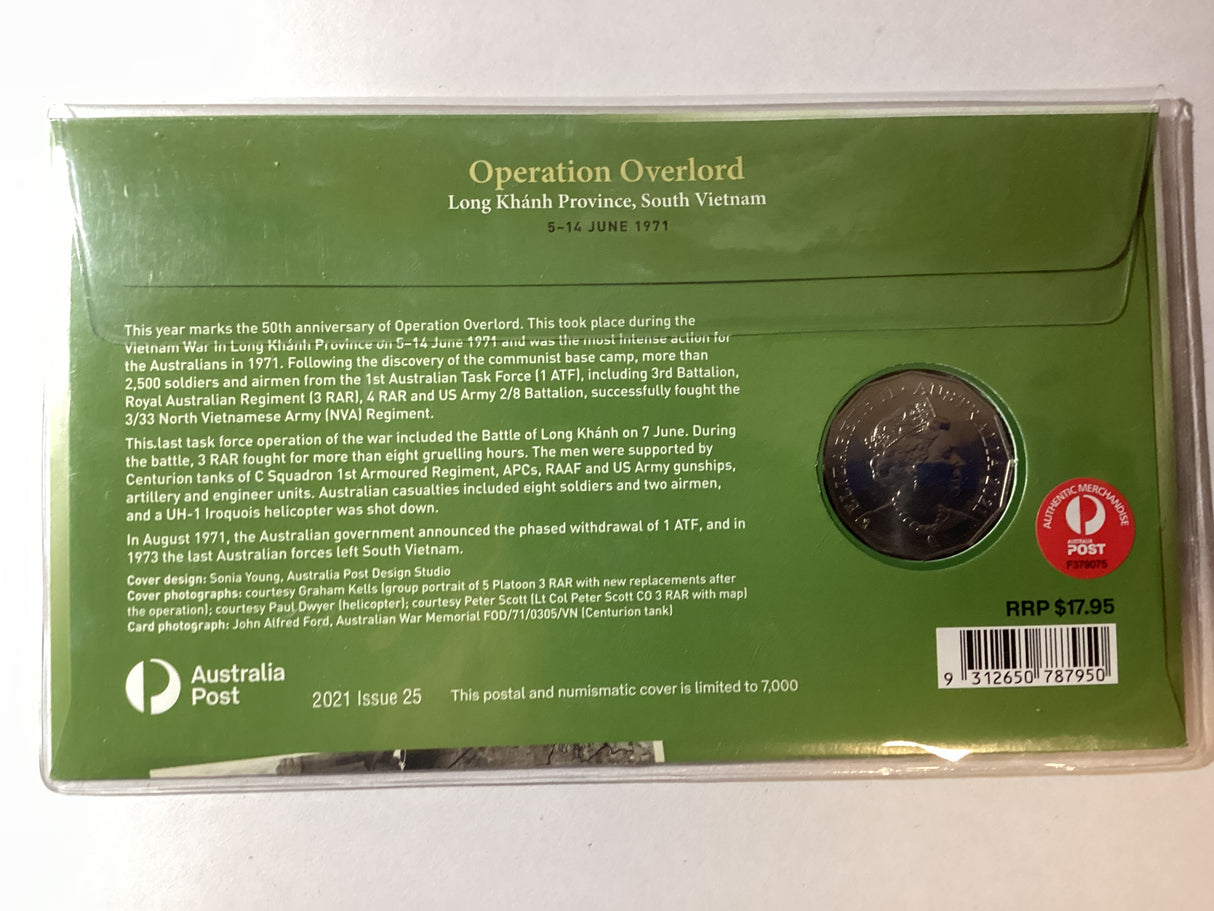 Operation Overlord
Long Khánh Province, South Vietnam
5–14 JUNE 1971
This year marks the 50th anniversary of Operation Overlord. This took place during the
Vietnam War in Long Khánh Province on 5–14 June 1971 and was the most intense action for
the Australians in 1971. Following the discovery of the communist base camp, more than
2,500 soldiers and airmen from the 1st Australian Task Force (1 ATF), including 3rd Battalion,
Royal Australian Regiment (3 RAR), 4 RAR and US Army 2/8 Battalion, successfully fought the
3/33 North Vietnamese Army (NVA) Regiment.
This last task force operation of the war included the Battle of Long Khánh on 7 June. During
the battle, 3 RAR fought for more than eight gruelling hours. The men were supported by
Centurion tanks of C Squadron 1st Armoured Regiment, APCs, RAAF and US Army gunships,
artillery and engineer units. Australian casualties included eight soldiers and two airmen,
and a UH-1 Iroquois helicopter was shot down.
In August 1971, the Australian government announced the phased withdrawal of 1 ATF, and in
1973 the last Australian forces left South Vietnam.
Cover design: Sonia Young, Australia Post Design Studio
Cover photographs: courtesy Graham Kells (group portrait of 5 Platoon 3 RAR with new replacements after
the operation); courtesy Paul Dwyer (helicopter); courtesy Peter Scott (Lt Col Peter Scott CO 3 RAR with map)
Card photograph: John Alfred Ford, Australian War Memorial FOD/71/0305/VN (Centurion tank)
Australia
Post
2021 Issue 25
This postal and numismatic cover is limited to 7,000
ELIZABETH II AUSTRALIA 2021
AUTHENTIC MERCHANDISE
AUSTRALIA
POST
F379075
RRP $17.95
9 312650 787950